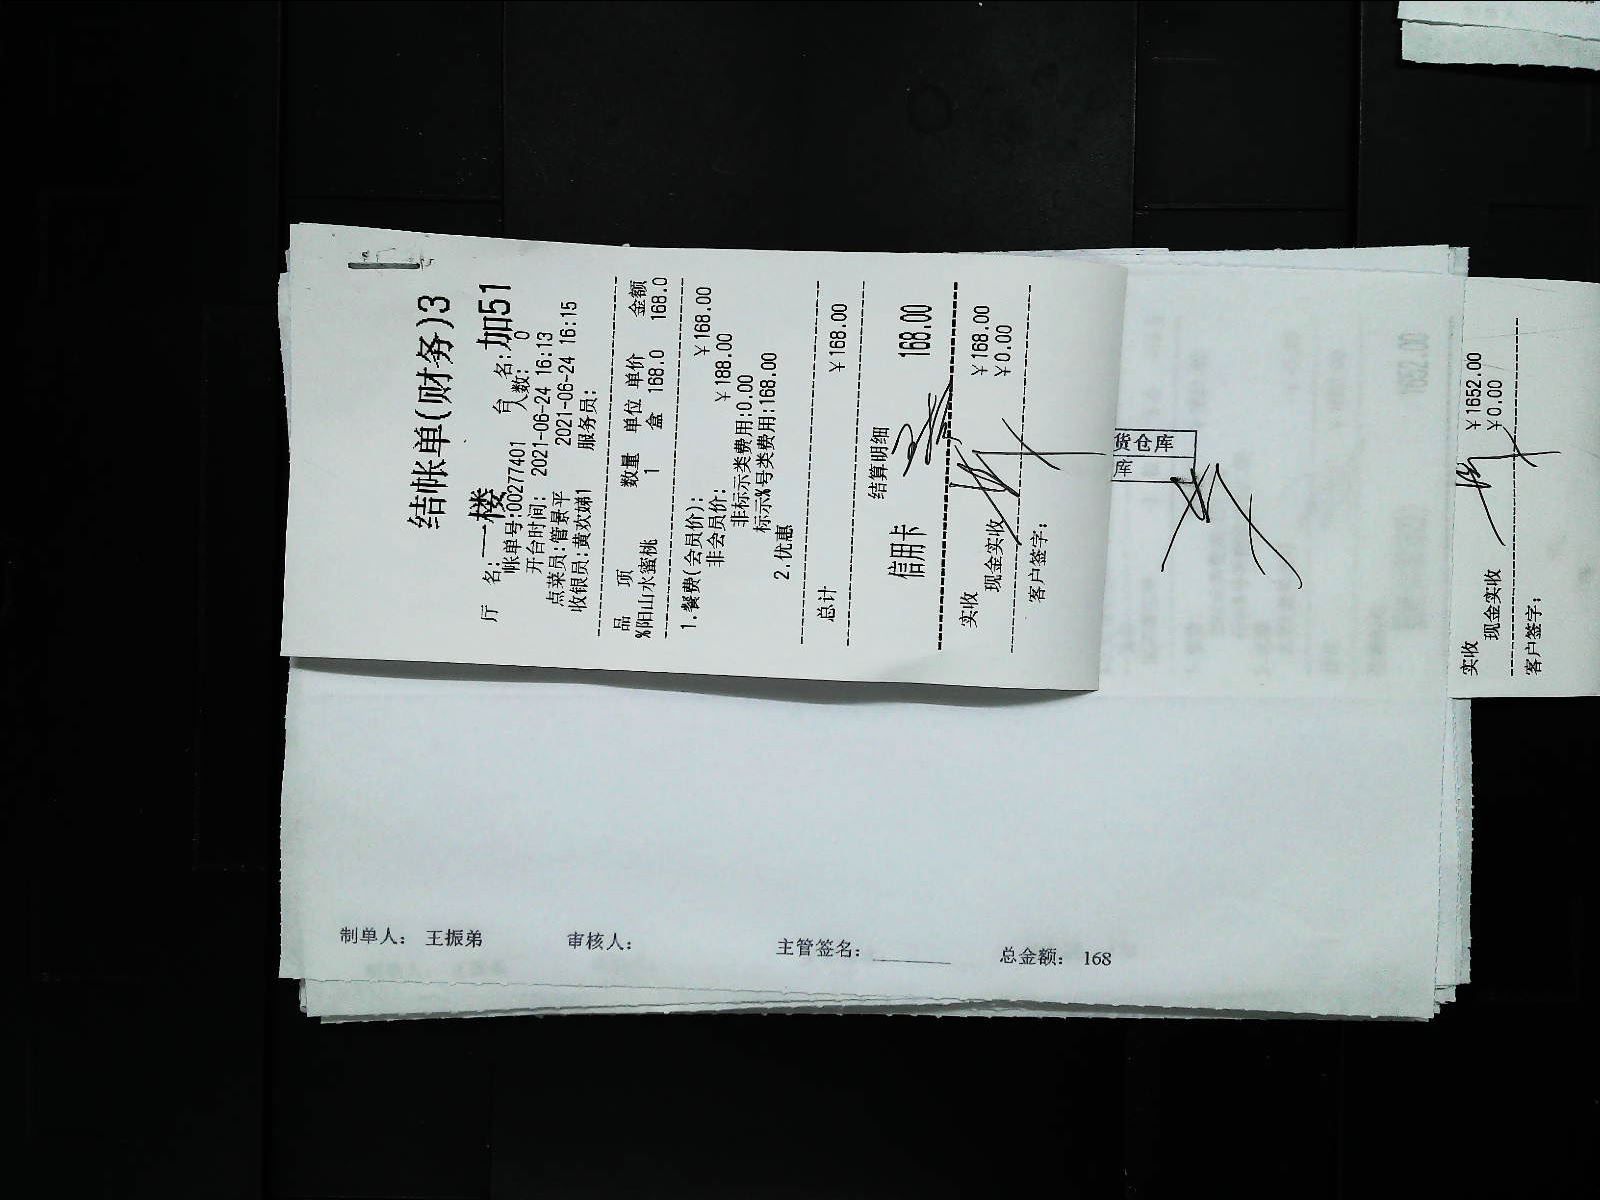 结帐单(财务)3
厅 名:一楼 台 名:加51
帐单号:00277401 人数: 0
开台时间: 2021-06-24 16:13
点菜员:管景平 2021-06-24 16:15
收银员:黄欢娣1 服务员:
品 项 数量 单位 单价 金额
%阳山水蜜桃 1 盒 168.0 168.0
1.餐费(会员价): ¥168.00
非会员价: ¥188.00
非标示类费用:0.00
标示%号类费用:168.00
2.优惠
总计 ¥168.00
结算明细
信用卡 168.00
实收 ¥168.00
现金实收 ¥0.00
客户签字:
货仓库
库
实收 ¥1652.00
现金实收 ¥0.00
客户签字:
制单人: 王振弟 审核人: 主管签名: 总金额: 168